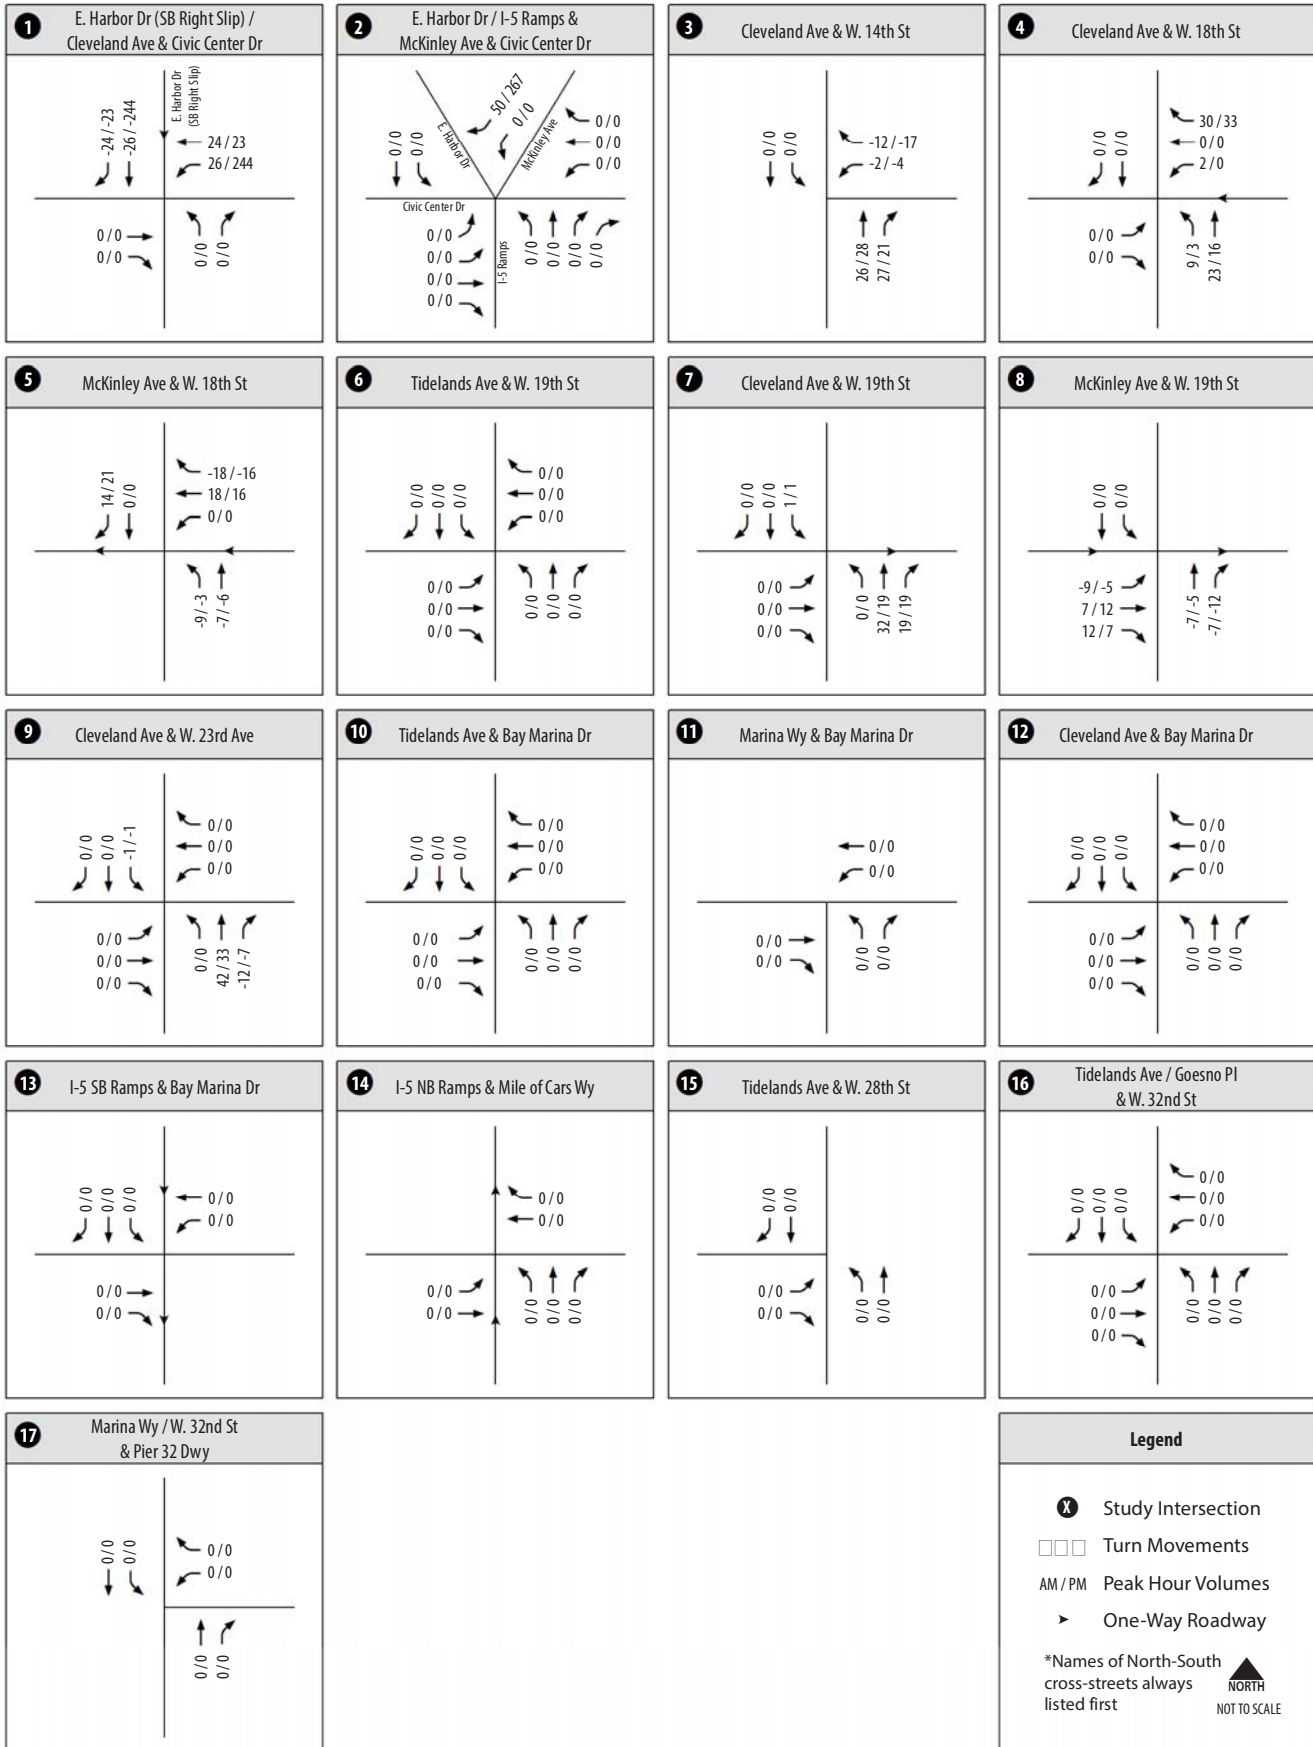 1
E. Harbor Dr (SB Right Slip) /
Cleveland Ave & Civic Center Dr
-24 / -23
-26 / -244
E. Harbor Dr
(SB Right Slip)
24 / 23
26 / 244
0 / 0
0 / 0
0 / 0
0 / 0
2
E. Harbor Dr / I-5 Ramps &
McKinley Ave & Civic Center Dr
0 / 0
0 / 0
E. Harbor Dr
50 / 267
0 / 0
McKinley Ave
0 / 0
0 / 0
0 / 0
Civic Center Dr
0 / 0
0 / 0
0 / 0
0 / 0
I-5 Ramps
0 / 0
0 / 0
0 / 0
0 / 0
3
Cleveland Ave & W. 14th St
0 / 0
0 / 0
-12 / -17
-2 / -4
26 / 28
27 / 21
4
Cleveland Ave & W. 18th St
0 / 0
0 / 0
30 / 33
0 / 0
2 / 0
0 / 0
0 / 0
9 / 3
23 / 16
5
McKinley Ave & W. 18th St
14 / 21
0 / 0
-18 / -16
18 / 16
0 / 0
-9 / -3
-7 / -6
6
Tidelands Ave & W. 19th St
0 / 0
0 / 0
0 / 0
0 / 0
0 / 0
0 / 0
0 / 0
0 / 0
0 / 0
0 / 0
0 / 0
0 / 0
7
Cleveland Ave & W. 19th St
0 / 0
0 / 0
1 / 1
0 / 0
0 / 0
0 / 0
0 / 0
32 / 19
19 / 19
8
McKinley Ave & W. 19th St
0 / 0
0 / 0
-9 / -5
7 / 12
12 / 7
-7 / -5
-7 / -12
9
Cleveland Ave & W. 23rd Ave
0 / 0
0 / 0
-1 / -1
0 / 0
0 / 0
0 / 0
0 / 0
0 / 0
0 / 0
0 / 0
42 / 33
-12 / -7
10
Tidelands Ave & Bay Marina Dr
0 / 0
0 / 0
0 / 0
0 / 0
0 / 0
0 / 0
0 / 0
0 / 0
0 / 0
0 / 0
0 / 0
0 / 0
11
Marina Wy & Bay Marina Dr
0 / 0
0 / 0
0 / 0
0 / 0
0 / 0
0 / 0
12
Cleveland Ave & Bay Marina Dr
0 / 0
0 / 0
0 / 0
0 / 0
0 / 0
0 / 0
0 / 0
0 / 0
0 / 0
0 / 0
0 / 0
0 / 0
13
I-5 SB Ramps & Bay Marina Dr
0 / 0
0 / 0
0 / 0
0 / 0
0 / 0
0 / 0
0 / 0
14
I-5 NB Ramps & Mile of Cars Wy
0 / 0
0 / 0
0 / 0
0 / 0
0 / 0
0 / 0
0 / 0
15
Tidelands Ave & W. 28th St
0 / 0
0 / 0
0 / 0
0 / 0
0 / 0
0 / 0
16
Tidelands Ave / Goesno Pl
& W. 32nd St
0 / 0
0 / 0
0 / 0
0 / 0
0 / 0
0 / 0
0 / 0
0 / 0
0 / 0
0 / 0
0 / 0
0 / 0
17
Marina Wy / W. 32nd St
& Pier 32 Dwy
0 / 0
0 / 0
0 / 0
0 / 0
0 / 0
0 / 0
Legend
X Study Intersection
Turn Movements
AM / PM Peak Hour Volumes
One-Way Roadway
*Names of North-South
cross-streets always
listed first
NORTH
NOT TO SCALE